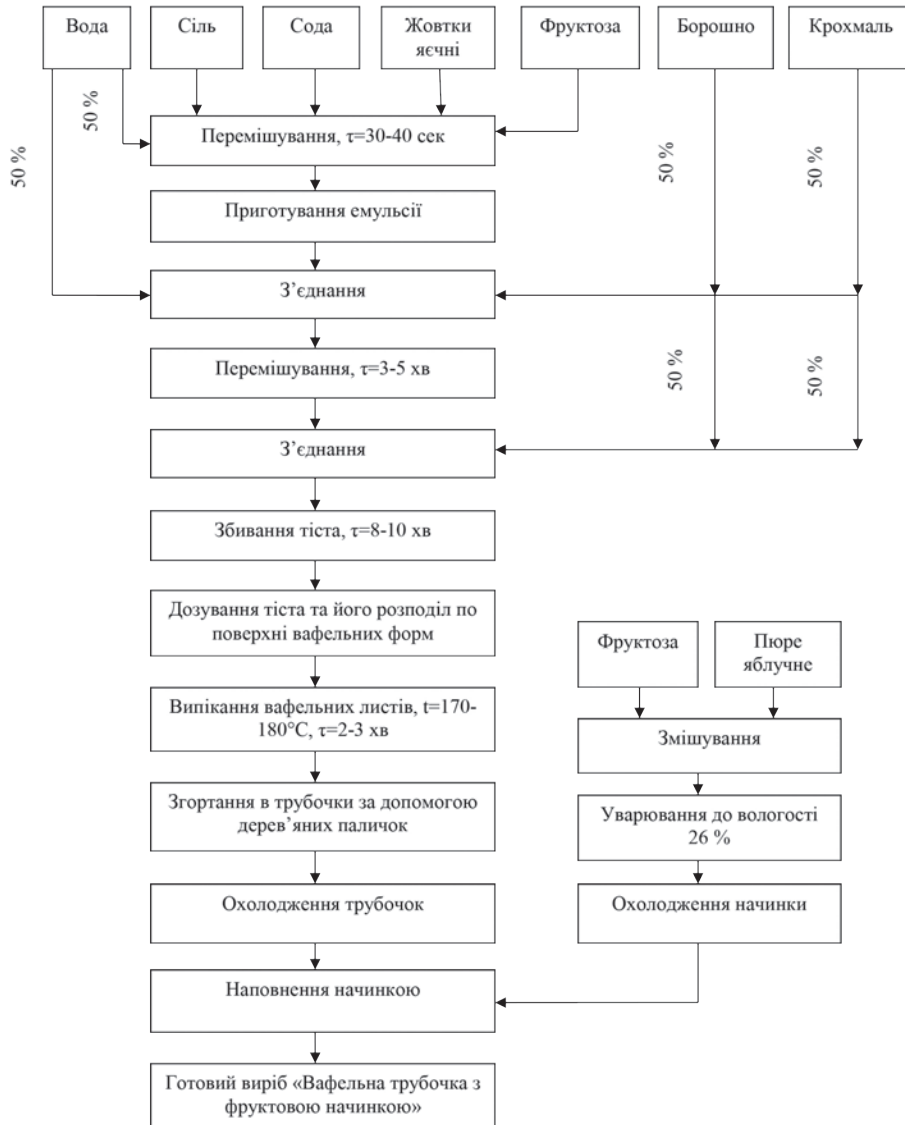 Вода
Сіль
Сода
Жовтки
яєчні
Фруктоза
Борошно
Крохмаль
50 %
50 %
50 %
50 %
Перемішування, τ=30-40 сек
Приготування емульсії
З’єднання
Перемішування, τ=3-5 хв
50 %
50 %
З’єднання
Збивання тіста, τ=8-10 хв
Дозування тіста та його розподіл по
поверхні вафельних форм
Випікання вафельних листів, t=170-
180°С, τ=2-3 хв
Згортання в трубочки за допомогою
дерев’яних паличок
Охолодження трубочок
Фруктоза
Пюре
яблучне
Змішування
Уварювання до вологості
26 %
Охолодження начинки
Наповнення начинкою
Готовий виріб «Вафельна трубочка з
фруктовою начинкою»